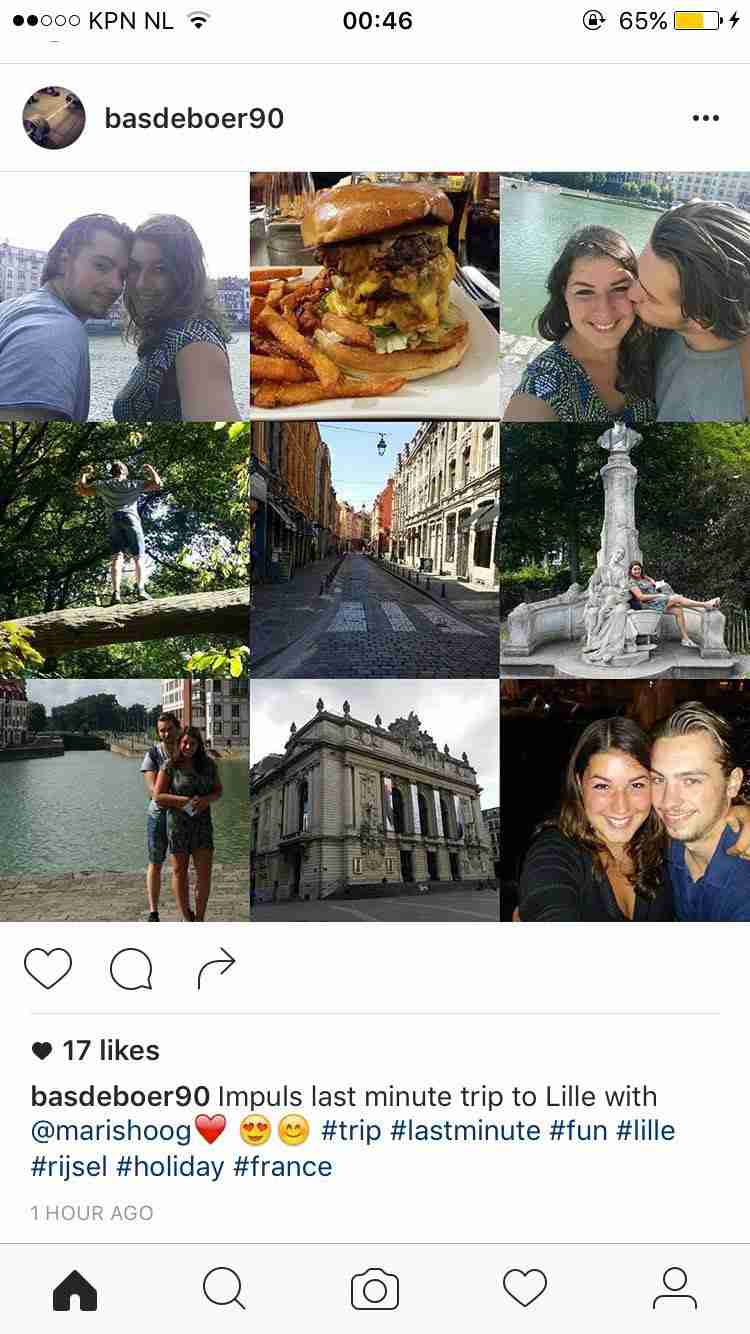 KPN NL 00:46 65%
basdeboer90
17 likes
basdeboer90 Impuls last minute trip to Lille with
@marishoog❤️ 😍😊 #trip #lastminute #fun #lille
#rijsel #holiday #france
1 HOUR AGO